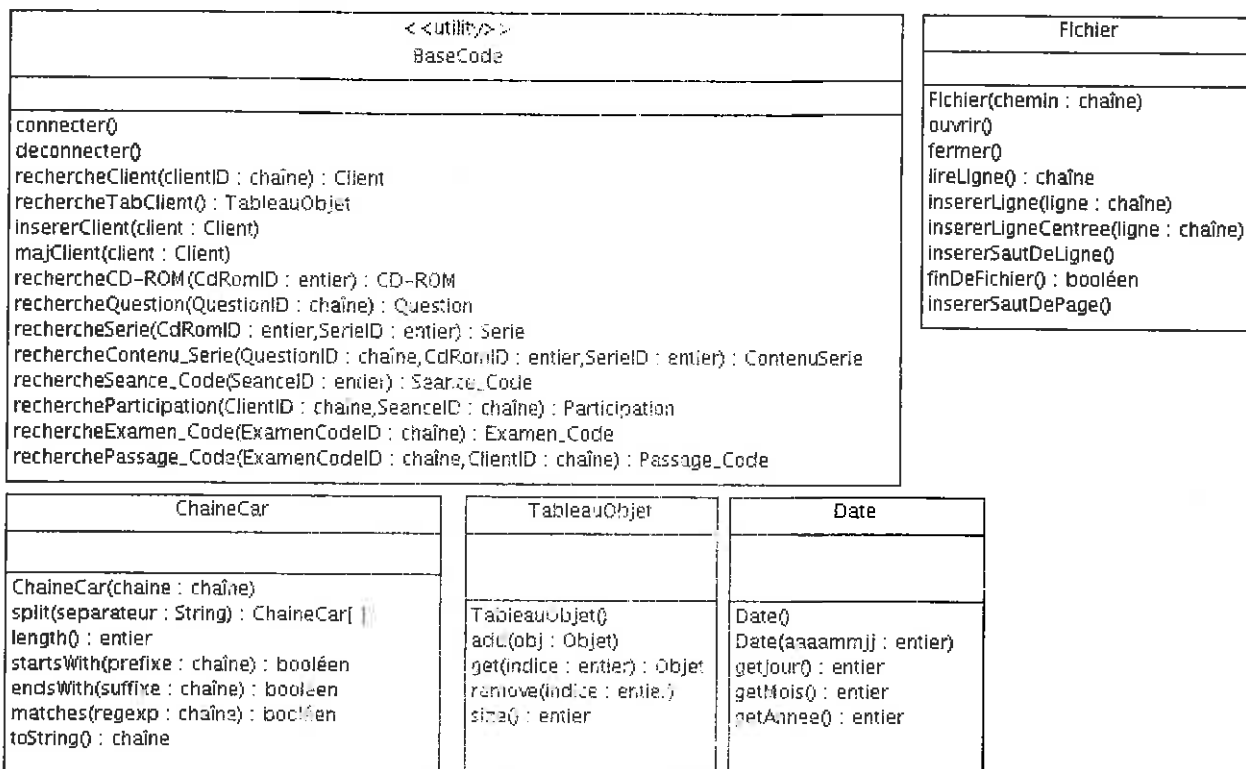 <<utility>>
BaseCode
connecter()
deconnecter()
rechercheClient(clientID : chaîne) : Client
rechercheTabClient() : TableauObjet
insererClient(client : Client)
majClient(client : Client)
rechercheCD-ROM(CdRomID : entier) : CD-ROM
rechercheQuestion(QuestionID : chaîne) : Question
rechercheSerie(CdRomID : entier,SerieID : entier) : Serie
rechercheContenu_Serie(QuestionID : chaîne,CdRomID : entier,SerieID : entier) : ContenuSerie
rechercheSeance_Code(SeanceID : entier) : Seance_Code
rechercheParticipation(ClientID : chaîne,SeanceID : chaîne) : Participation
rechercheExamen_Code(ExamenCodeID : chaîne) : Examen_Code
recherchePassage_Code(ExamenCodeID : chaîne,ClientID : chaîne) : Passage_Code
Fichier
Fichier(chemin : chaîne)
ouvrir()
fermer()
lireLigne() : chaîne
insererLigne(ligne : chaîne)
insererLigneCentree(ligne : chaîne)
insererSautDeLigne()
finDeFichier() : booléen
insererSautDePage()
ChaineCar
ChaineCar(chaine : chaîne)
split(separateur : String) : ChaineCar[ ]
length() : entier
startsWith(prefixe : chaîne) : booléen
endsWith(suffixe : chaîne) : booléen
matches(regexp : chaîne) : booléen
toString() : chaîne
TableauObjet
TableauObjet()
add(obj : Objet)
get(indice : entier) : Objet
remove(indice : entier)
size() : entier
Date
Date()
Date(aaaammjj : entier)
getJour() : entier
getMois() : entier
getAnnee() : entier